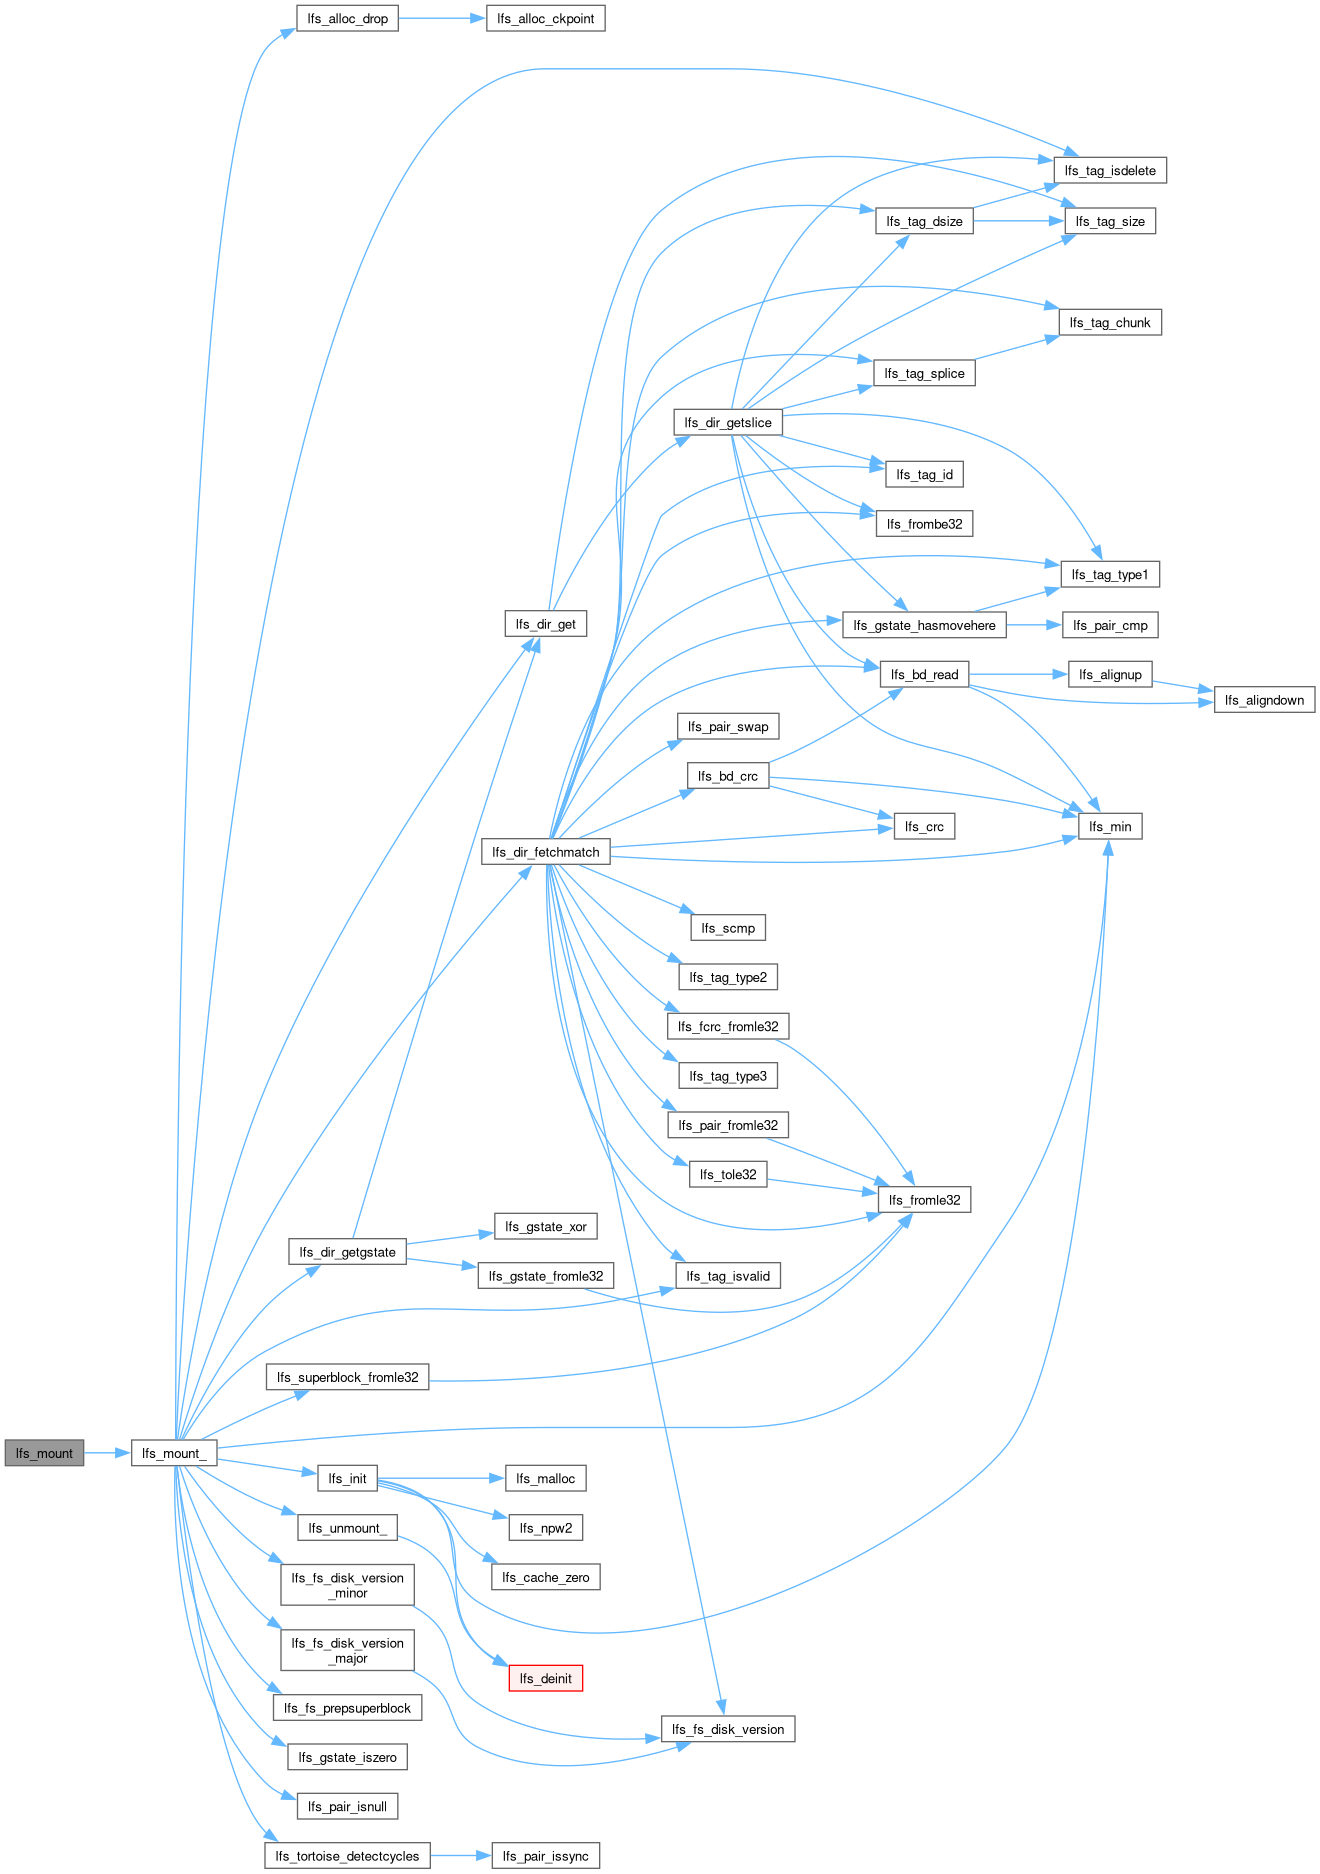 lfs_alloc_drop
lfs_alloc_ckpoint
lfs_tag_isdelete
lfs_tag_dsize
lfs_tag_size
lfs_tag_chunk
lfs_tag_splice
lfs_dir_getslice
lfs_tag_id
lfs_frombe32
lfs_tag_type1
lfs_dir_get
lfs_gstate_hasmovehere
lfs_pair_cmp
lfs_bd_read
lfs_alignup
lfs_aligndown
lfs_pair_swap
lfs_bd_crc
lfs_crc
lfs_min
lfs_dir_fetchmatch
lfs_scmp
lfs_tag_type2
lfs_fcrc_fromle32
lfs_tag_type3
lfs_pair_fromle32
lfs_tole32
lfs_fromle32
lfs_gstate_xor
lfs_dir_getgstate
lfs_gstate_fromle32
lfs_tag_isvalid
lfs_superblock_fromle32
lfs_mount
lfs_mount_
lfs_init
lfs_malloc
lfs_unmount_
lfs_npw2
lfs_cache_zero
lfs_fs_disk_version
_minor
lfs_fs_disk_version
_major
lfs_deinit
lfs_fs_prepsuperblock
lfs_fs_disk_version
lfs_gstate_iszero
lfs_pair_isnull
lfs_tortoise_detectcycles
lfs_pair_issync